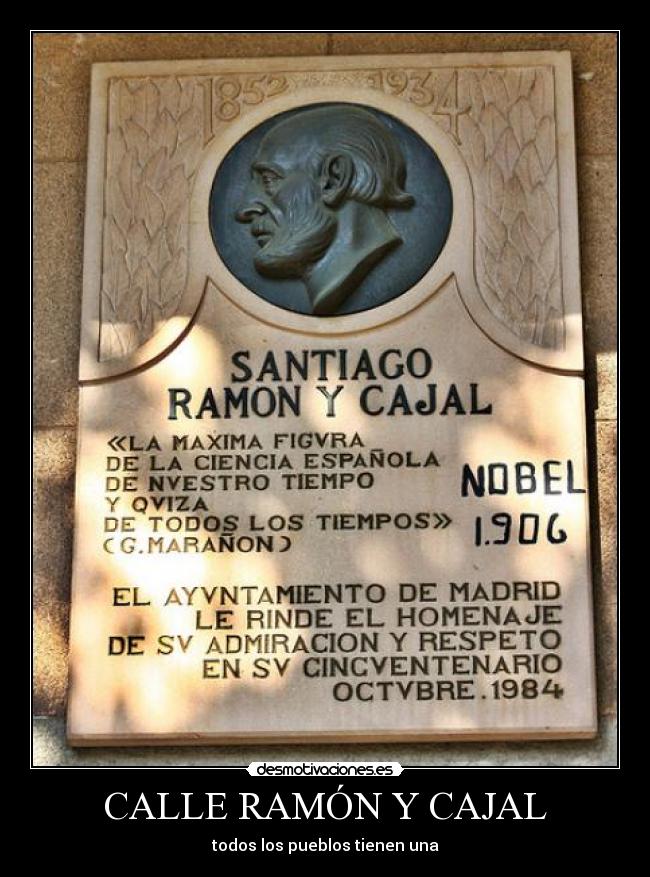 1852 1934
SANTIAGO
RAMON Y CAJAL
«LA MAXIMA FIGVRA
DE LA CIENCIA ESPAÑOLA
DE NVESTRO TIEMPO
Y QVIZA
DE TODOS LOS TIEMPOS»
(G.MARAÑON)
NOBEL
1.906
EL AYVNTAMIENTO DE MADRID
LE RINDE EL HOMENAJE
DE SV ADMIRACION Y RESPETO
EN SV CINCVENTENARIO
OCTVBRE.1984
desmotivaciones.es
CALLE RAMÓN Y CAJAL
todos los pueblos tienen una